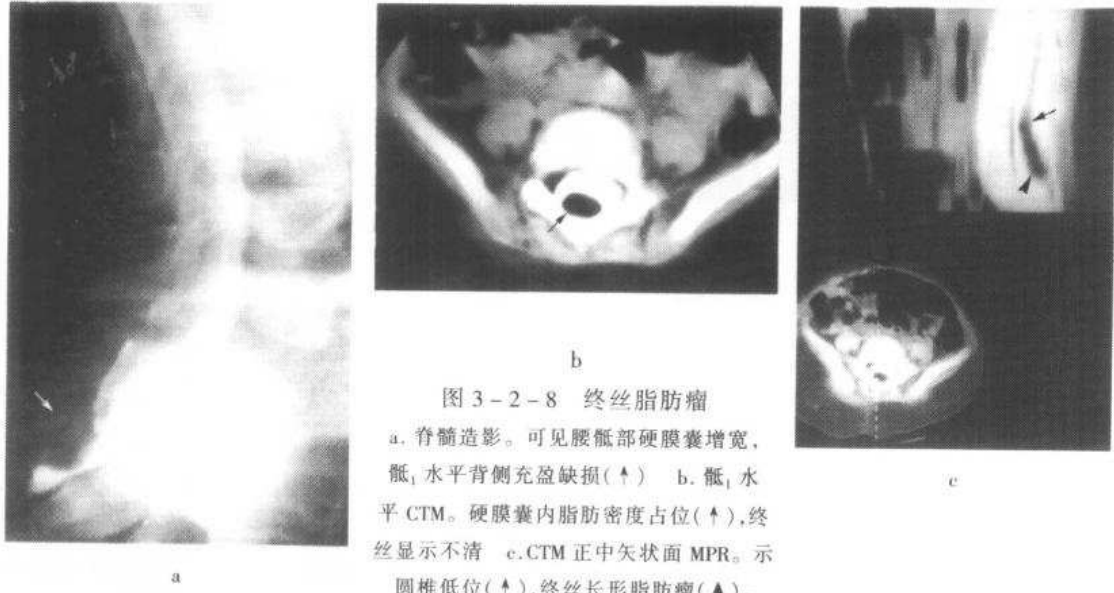 b
图 3-2-8 终丝脂肪瘤
a. 脊髓造影。可见腰骶部硬膜囊增宽,
骶₁水平背侧充盈缺损(↑) b. 骶₁水
平 CTM。硬膜囊内脂肪密度占位(↑),终
丝显示不清 c.CTM 正中矢状面 MPR。示
圆椎低位(↑),终丝长形脂肪瘤(▲)
a
c